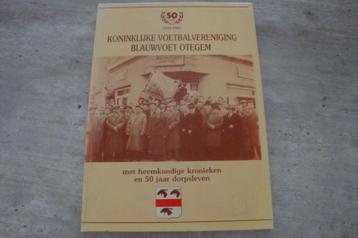 50
KONINKLIJKE VOETBALVERENIGING
BLAUWVOET OTEGEM
met heemkundige kronieken
en 50 jaar dorpsleven